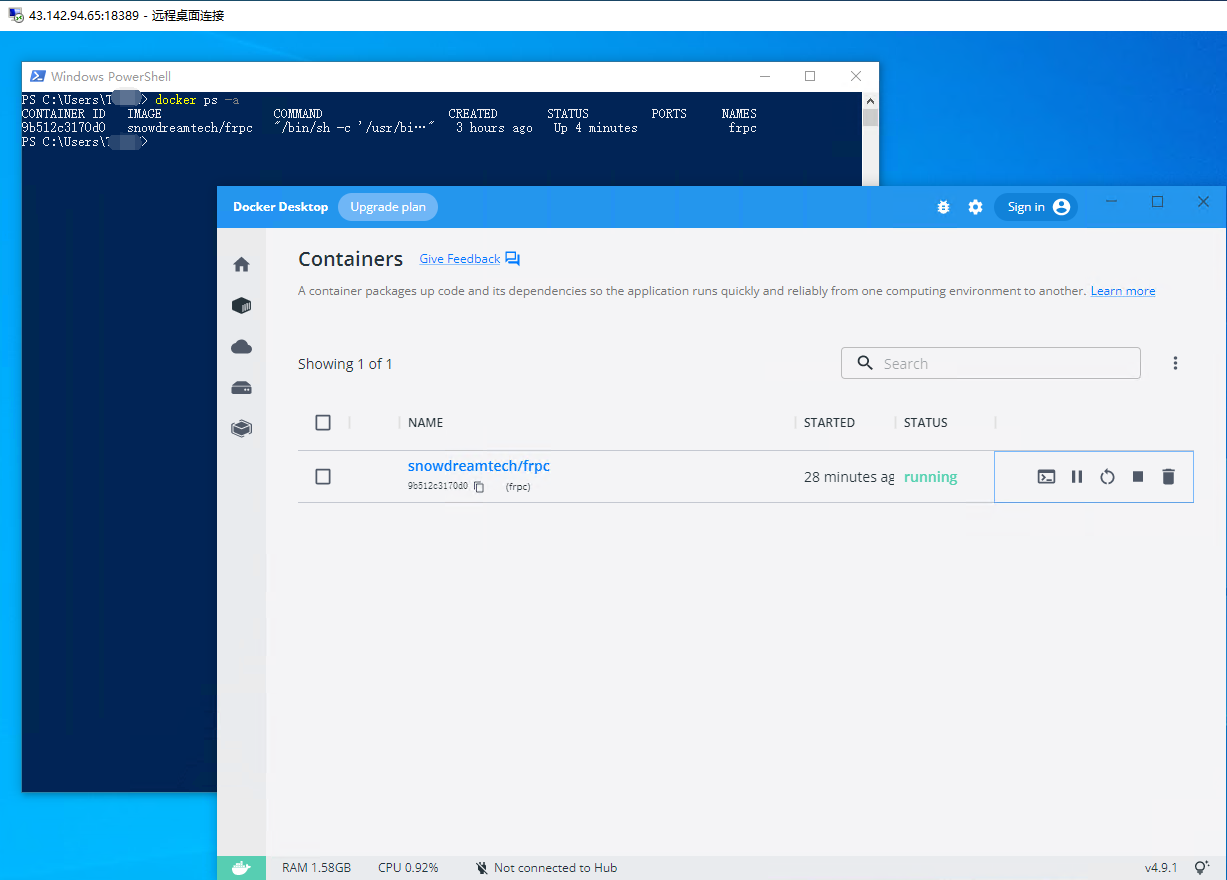 43.142.94.65:18389 - 远程桌面连接
Windows PowerShell
PS C:\Users\T > docker ps -a
CONTAINER ID IMAGE COMMAND CREATED STATUS PORTS NAMES
9b512c3170d0 snowdreamtech/frpc "/bin/sh -c '/usr/bi…" 3 hours ago Up 4 minutes frpc
PS C:\Users\ >
Docker Desktop Upgrade plan Sign in
Containers Give Feedback
A container packages up code and its dependencies so the application runs quickly and reliably from one computing environment to another. Learn more
Showing 1 of 1 Search
NAME STARTED STATUS
snowdreamtech/frpc 28 minutes ag running
9b512c3170d0 (frpc)
RAM 1.58GB CPU 0.92% Not connected to Hub v4.9.1